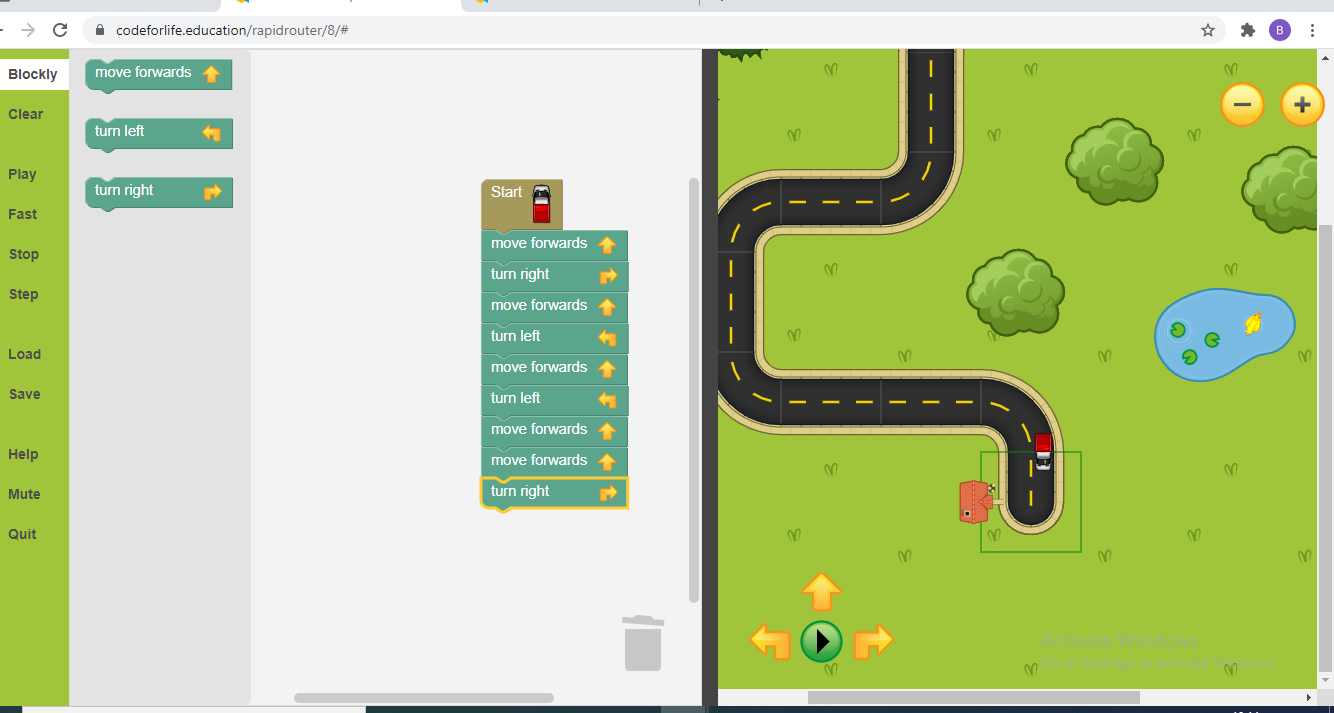 codeforlife.education/rapidrouter/8/#
B
Blockly
Clear
Play
Fast
Stop
Step
Load
Save
Help
Mute
Quit
move forwards
turn left
turn right
Start
move forwards
turn right
move forwards
turn left
move forwards
turn left
move forwards
move forwards
turn right
Activate Windows
Go to Settings to activate Windows.